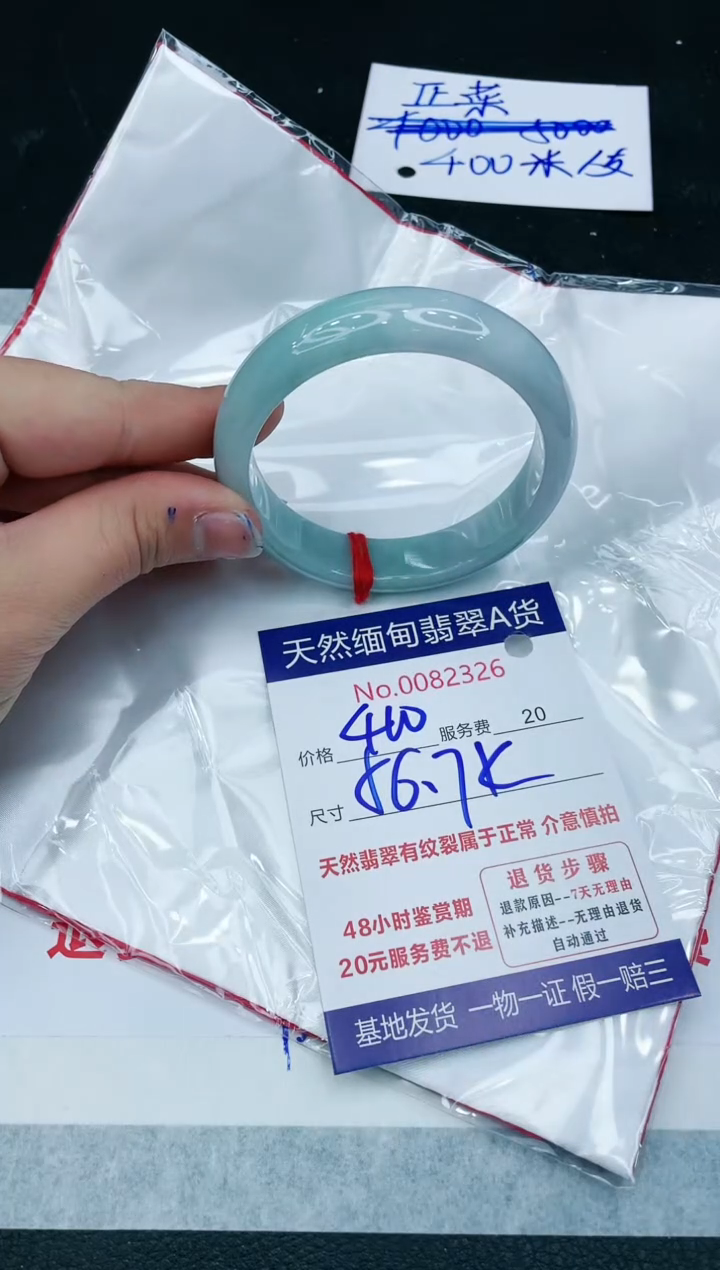 正菜
400米/发
天然缅甸翡翠A货
No.0082326
价格 400 服务费 20
尺寸 56.7K
天然翡翠有纹裂属于正常 介意慎拍
48小时鉴赏期
20元服务费不退
退货步骤
退款原因--7天无理由
补充描述--无理由退货
自动通过
基地发货 一物一证 假一赔三